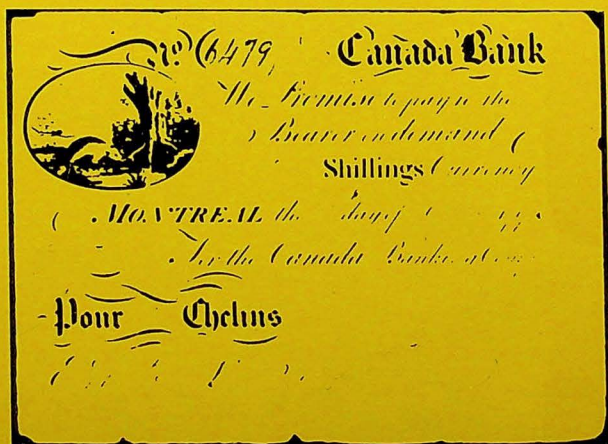 No. 6479 Canada Bank
We Promise to pay to the
Bearer on demand
Shillings Currency
MONTREAL the day of
For the Canada Bank
Pour Chelins